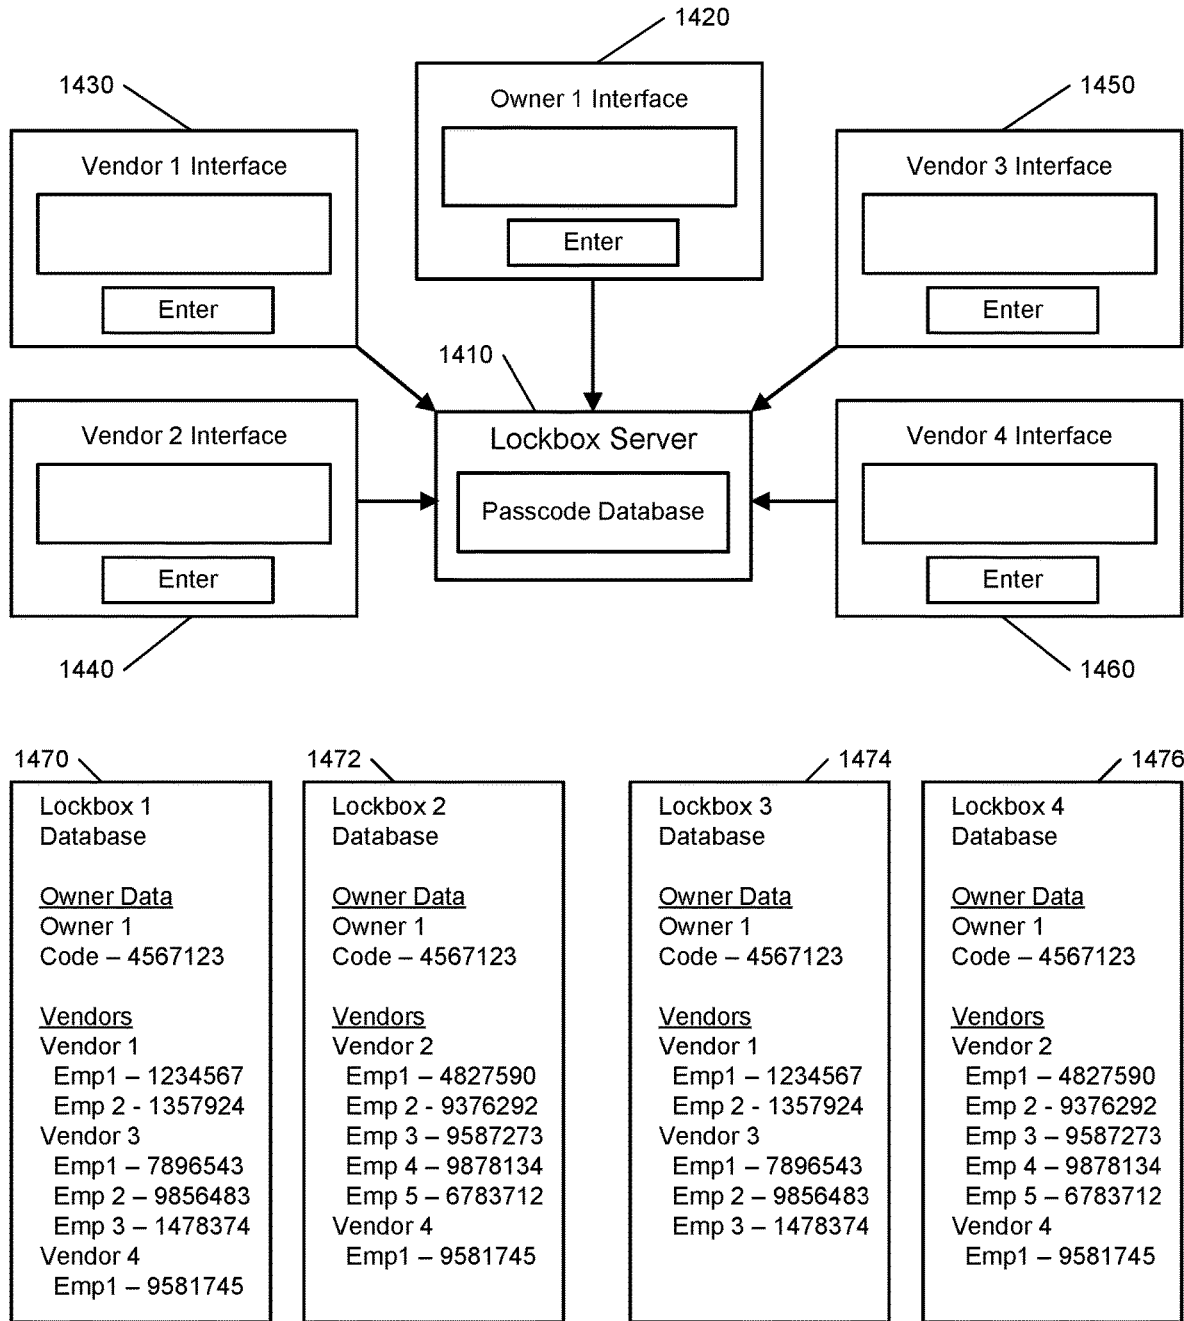 1420
1430
1450
Owner 1 Interface
Enter
Vendor 1 Interface
Enter
Vendor 3 Interface
Enter
1410
Lockbox Server
Passcode Database
Vendor 2 Interface
Enter
Vendor 4 Interface
Enter
1440
1460
1470
Lockbox 1
Database
Owner Data
Owner 1
Code – 4567123
Vendors
Vendor 1
Emp1 – 1234567
Emp 2 - 1357924
Vendor 3
Emp1 – 7896543
Emp 2 – 9856483
Emp 3 – 1478374
Vendor 4
Emp1 – 9581745
1472
Lockbox 2
Database
Owner Data
Owner 1
Code – 4567123
Vendors
Vendor 2
Emp1 – 4827590
Emp 2 - 9376292
Emp 3 – 9587273
Emp 4 – 9878134
Emp 5 – 6783712
Vendor 4
Emp1 – 9581745
1474
Lockbox 3
Database
Owner Data
Owner 1
Code – 4567123
Vendors
Vendor 1
Emp1 – 1234567
Emp 2 - 1357924
Vendor 3
Emp1 – 7896543
Emp 2 – 9856483
Emp 3 – 1478374
1476
Lockbox 4
Database
Owner Data
Owner 1
Code – 4567123
Vendors
Vendor 2
Emp1 – 4827590
Emp 2 - 9376292
Emp 3 – 9587273
Emp 4 – 9878134
Emp 5 – 6783712
Vendor 4
Emp1 – 9581745